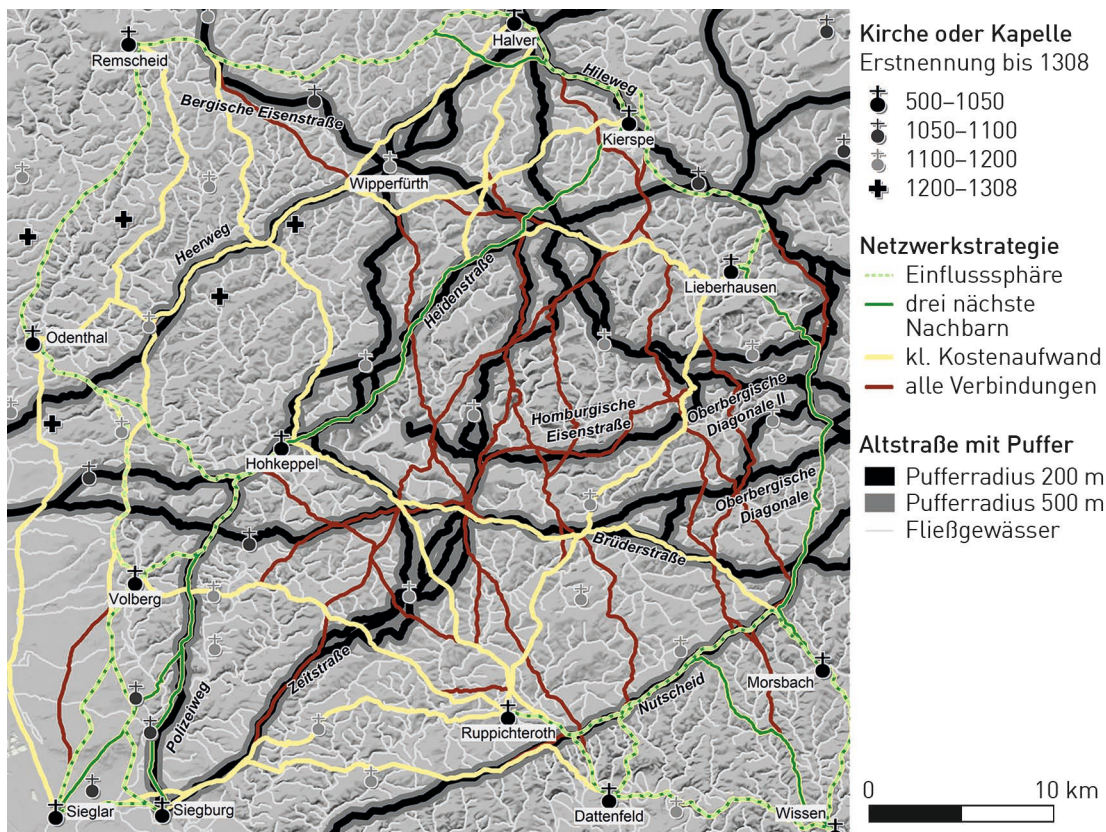 Kirche oder Kapelle
Erstnennung bis 1308
500–1050
1050–1100
1100–1200
1200–1308
Netzwerkstrategie
Einflusssphäre
drei nächste
Nachbarn
kl. Kostenaufwand
alle Verbindungen
Altstraße mit Puffer
Pufferradius 200 m
Pufferradius 500 m
Fließgewässer
0
10 km
Halver
Remscheid
Hileweg
Bergische Eisenstraße
Kierspe
Wipperfürth
Heerweg
Heidenstraße
Lieberhausen
Odenthal
Homburgische
Eisenstraße
Oberbergische
Diagonale II
Hohkeppel
Oberbergische
Diagonale
Brüderstraße
Volberg
Zeitstraße
Nutscheid
Morsbach
Polizeiweg
Ruppichteroth
Sieglar
Siegburg
Dattenfeld
Wissen